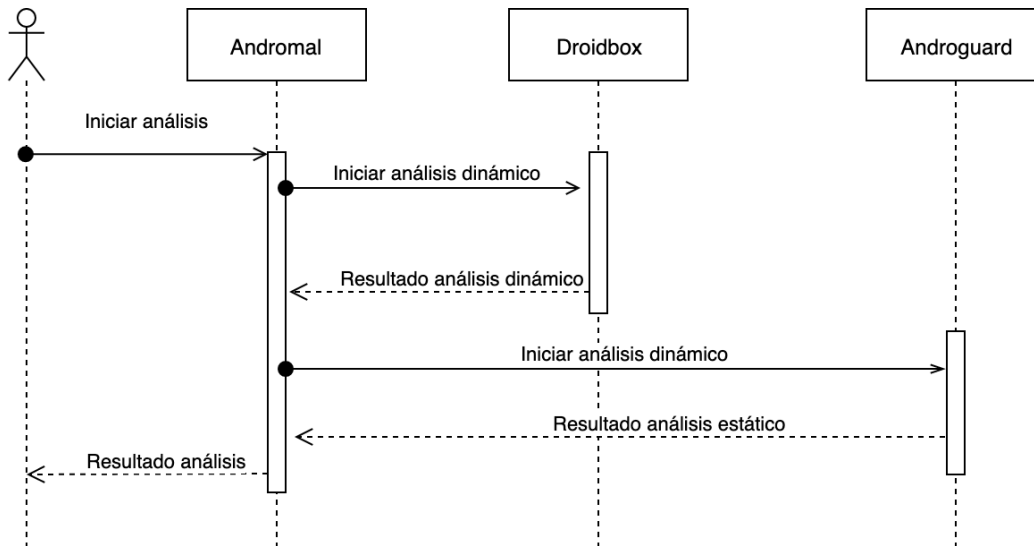 Andromal
Droidbox
Androguard
Iniciar análisis
Iniciar análisis dinámico
Resultado análisis dinámico
Iniciar análisis dinámico
Resultado análisis estático
Resultado análisis